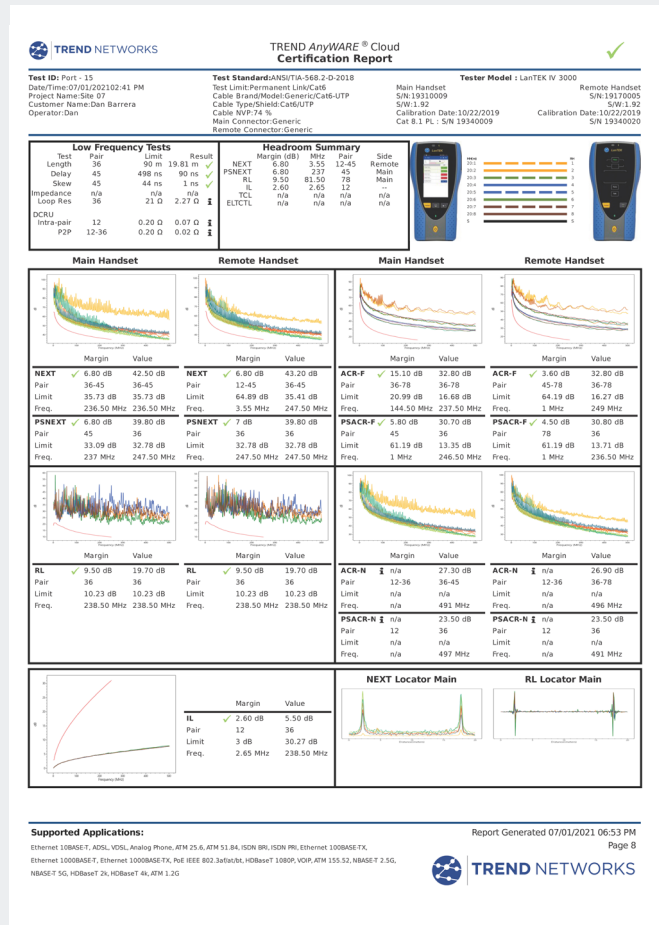 TREND NETWORKS
TREND AnyWARE ® Cloud
Certification Report
Test ID: Port - 15
Date/Time:07/01/202102:41 PM
Project Name:Site 07
Customer Name:Dan Barrera
Operator:Dan
Test Standard:ANSI/TIA-568.2-D-2018
Test Limit:Permanent Link/Cat6
Cable Brand/Model:Generic/Cat6-UTP
Cable Type/Shield:Cat6/UTP
Cable NVP:74 %
Main Connector:Generic
Remote Connector:Generic
Tester Model : LanTEK IV 3000
Main Handset
S/N:19310009
S/W:1.92
Calibration Date:10/22/2019
Cat 8.1 PL : S/N 19340009
Remote Handset
S/N:19170005
S/W:1.92
Calibration Date:10/22/2019
S/N 19340020
Low Frequency Tests
Test Pair Limit Result
Length 36 90 m 19.81 m
Delay 45 498 ns 90 ns
Skew 45 44 ns 1 ns
Impedance n/a n/a
Loop Res 36 21 Ω 2.27 Ω
DCRU
Intra-pair 12 0.20 Ω 0.07 Ω
P2P 12-36 0.20 Ω 0.02 Ω
Headroom Summary
Margin (dB) MHz Pair Side
NEXT 6.80 3.55 12-45 Remote
PSNEXT 6.80 237 45 Main
RL 9.50 81.50 78 Main
IL 2.60 2.65 12 --
TCL n/a n/a n/a n/a
ELTCTL n/a n/a n/a n/a
Main Handset Remote Handset Main Handset Remote Handset
Margin Value
NEXT 6.80 dB 42.50 dB
Pair 36-45 36-45
Limit 35.73 dB 35.73 dB
Freq. 236.50 MHz 236.50 MHz
PSNEXT 6.80 dB 39.80 dB
Pair 45 36
Limit 33.09 dB 32.78 dB
Freq. 237 MHz 247.50 MHz
Margin Value
NEXT 6.80 dB 43.20 dB
Pair 12-45 36-45
Limit 64.89 dB 35.41 dB
Freq. 3.55 MHz 247.50 MHz
PSNEXT 7 dB 39.80 dB
Pair 36 36
Limit 32.78 dB 32.78 dB
Freq. 247.50 MHz 247.50 MHz
Margin Value
ACR-F 15.10 dB 32.80 dB
Pair 36-78 36-78
Limit 20.99 dB 16.68 dB
Freq. 144.50 MHz 237.50 MHz
PSACR-F 5.80 dB 30.70 dB
Pair 45 36
Limit 61.19 dB 13.35 dB
Freq. 1 MHz 246.50 MHz
Margin Value
ACR-F 3.60 dB 32.80 dB
Pair 45-78 36-78
Limit 64.19 dB 16.27 dB
Freq. 1 MHz 249 MHz
PSACR-F 4.50 dB 30.80 dB
Pair 78 36
Limit 61.19 dB 13.71 dB
Freq. 1 MHz 236.50 MHz
Margin Value
RL 9.50 dB 19.70 dB
Pair 36 36
Limit 10.23 dB 10.23 dB
Freq. 238.50 MHz 238.50 MHz
Margin Value
RL 9.50 dB 19.70 dB
Pair 36 36
Limit 10.23 dB 10.23 dB
Freq. 238.50 MHz 238.50 MHz
Margin Value
ACR-N n/a 27.30 dB
Pair 12-36 36-45
Limit n/a n/a
Freq. n/a 491 MHz
PSACR-N n/a 23.50 dB
Pair 12 36
Limit n/a n/a
Freq. n/a 497 MHz
Margin Value
ACR-N n/a 26.90 dB
Pair 12-36 36-78
Limit n/a n/a
Freq. n/a 496 MHz
PSACR-N n/a 23.50 dB
Pair 12 36
Limit n/a n/a
Freq. n/a 491 MHz
Margin Value
IL 2.60 dB 5.50 dB
Pair 12 36
Limit 3 dB 30.27 dB
Freq. 2.65 MHz 238.50 MHz
NEXT Locator Main RL Locator Main
Supported Applications:
Ethernet 10BASE-T, ADSL, VDSL, Analog Phone, ATM 25.6, ATM 51.84, ISDN BRI, ISDN PRI, Ethernet 100BASE-TX,
Ethernet 1000BASE-T, Ethernet 1000BASE-TX, PoE IEEE 802.3af/at/bt, HDBaseT 1080P, VOIP, ATM 155.52, NBASE-T 2.5G,
NBASE-T 5G, HDBaseT 2k, HDBaseT 4k, ATM 1.2G
Report Generated 07/01/2021 06:53 PM
Page 8
TREND NETWORKS